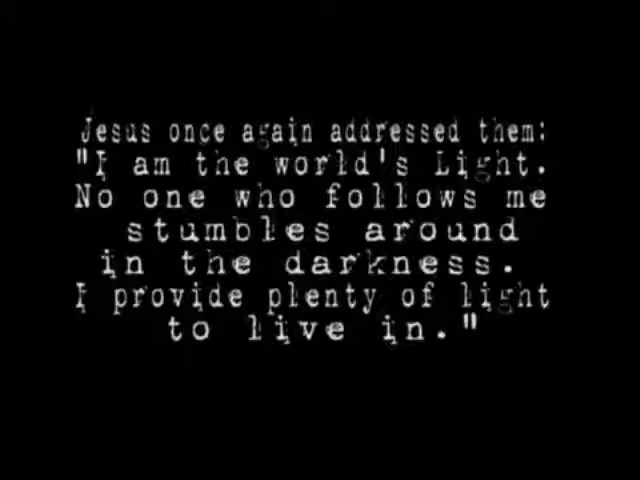 Jesus once again addressed them:
"I am the world's Light.
No one who follows me
stumbles around
in the darkness.
I provide plenty of light
to live in."